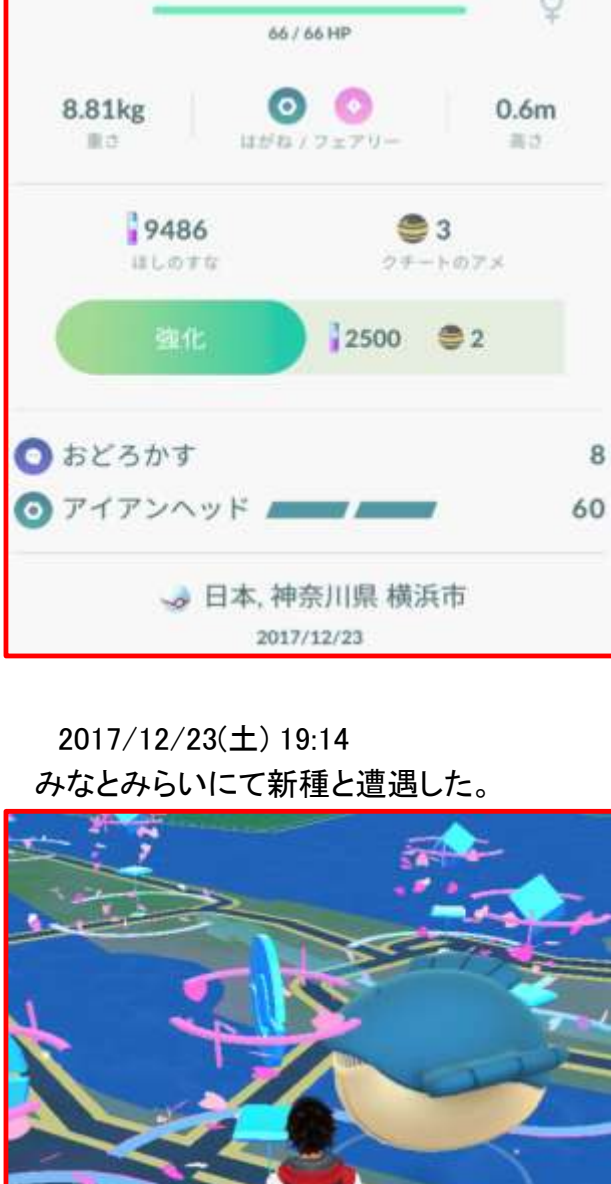 66 / 66 HP
8.81kg
はがね / フェアリー
0.6m
重さ
高さ
9486
3
ほしのすな
クチートのアメ
強化
2500
2
おどろかす
8
アイアンヘッド
60
日本, 神奈川県 横浜市
2017/12/23
2017/12/23(土) 19:14
みなとみらいにて新種と遭遇した。